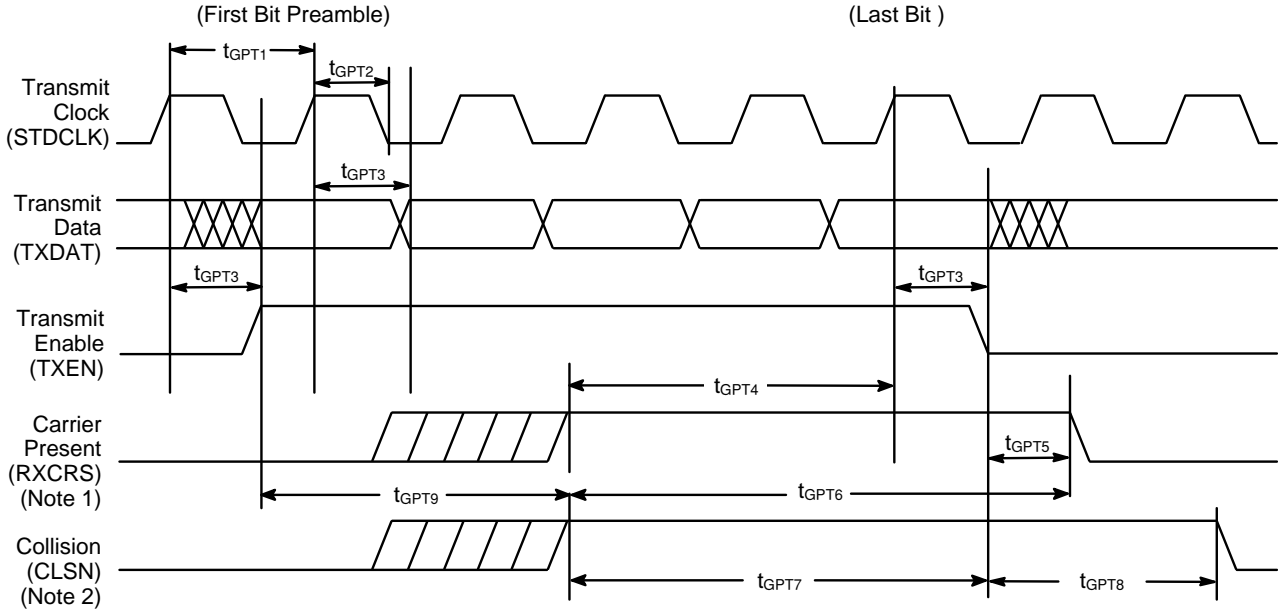 (First Bit Preamble)
(Last Bit )
tGPT1
tGPT2
Transmit
Clock
(STDCLK)
tGPT3
Transmit
Data
(TXDAT)
tGPT3
tGPT3
Transmit
Enable
(TXEN)
tGPT4
Carrier
Present
(RXCRS)
(Note 1)
tGPT5
tGPT9
tGPT6
Collision
(CLSN)
(Note 2)
tGPT7
tGPT8